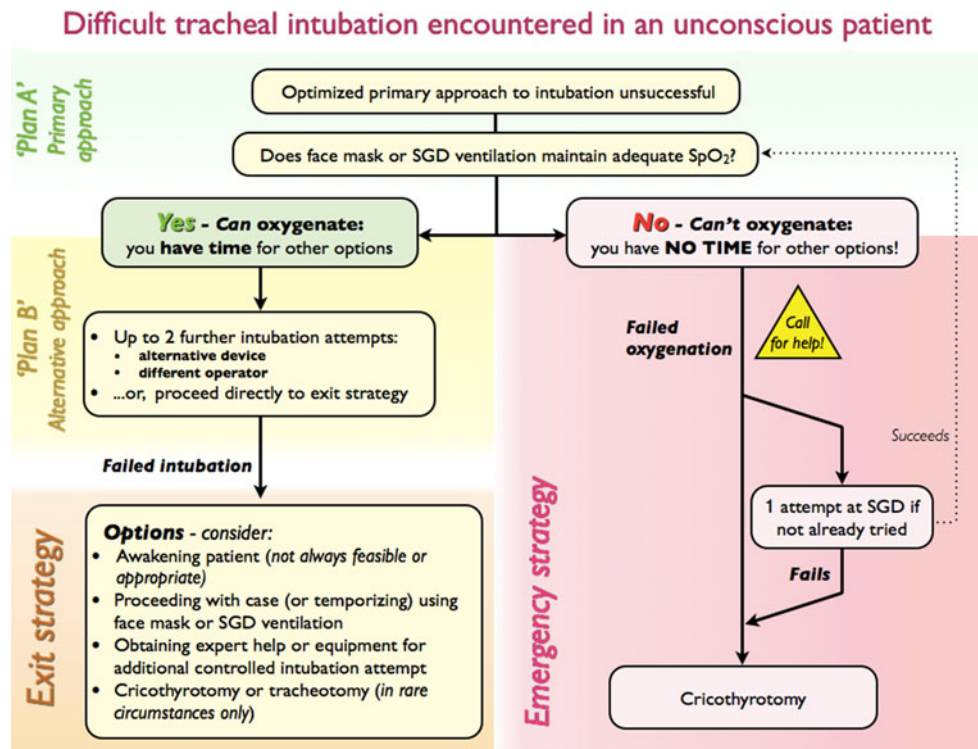 Difficult tracheal intubation encountered in an unconscious patient
'Plan A'
Primary
approach
Optimized primary approach to intubation unsuccessful
Does face mask or SGD ventilation maintain adequate SpO₂?
Yes - Can oxygenate:
you have time for other options
No - Can't oxygenate:
you have NO TIME for other options!
'Plan B'
Alternative approach
• Up to 2 further intubation attempts:
• alternative device
• different operator
• ...or, proceed directly to exit strategy
Failed
oxygenation
Call
for help!
Failed intubation
Succeeds
Exit strategy
Options - consider:
• Awakening patient (not always feasible or
appropriate)
• Proceeding with case (or temporizing) using
face mask or SGD ventilation
• Obtaining expert help or equipment for
additional controlled intubation attempt
• Cricothyrotomy or tracheotomy (in rare
circumstances only)
Emergency strategy
1 attempt at SGD if
not already tried
Fails
Cricothyrotomy